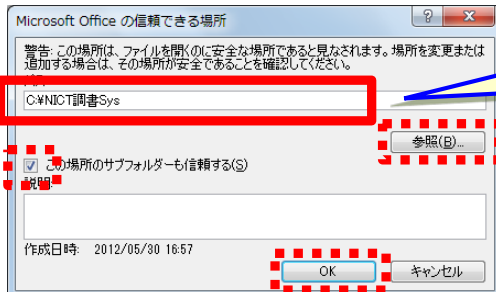 Microsoft Office の信頼できる場所
警告: この場所は、ファイルを開くのに安全な場所であると見なされます。場所を変更または
追加する場合は、その場所が安全であることを確認してください。
C:¥NICT調書Sys
参照(B)...
この場所のサブフォルダーも信頼する(S)
説明:
作成日時: 2012/05/30 16:57
OK
キャンセル